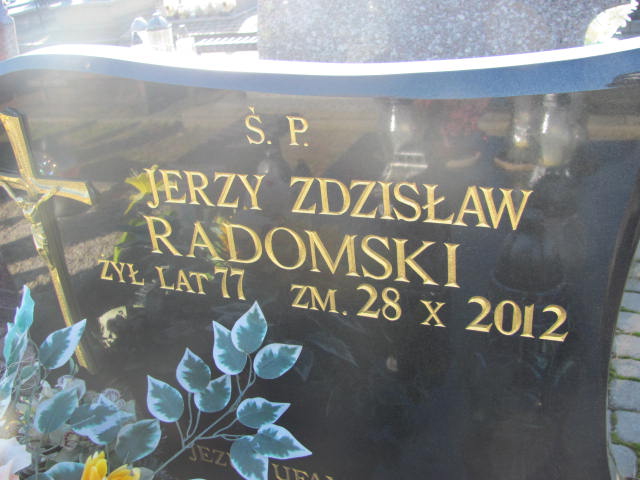 Ś. P.
JERZY ZDZISŁAW
RADOMSKI
ŻYŁ LAT 77 ZM. 28 X 2012